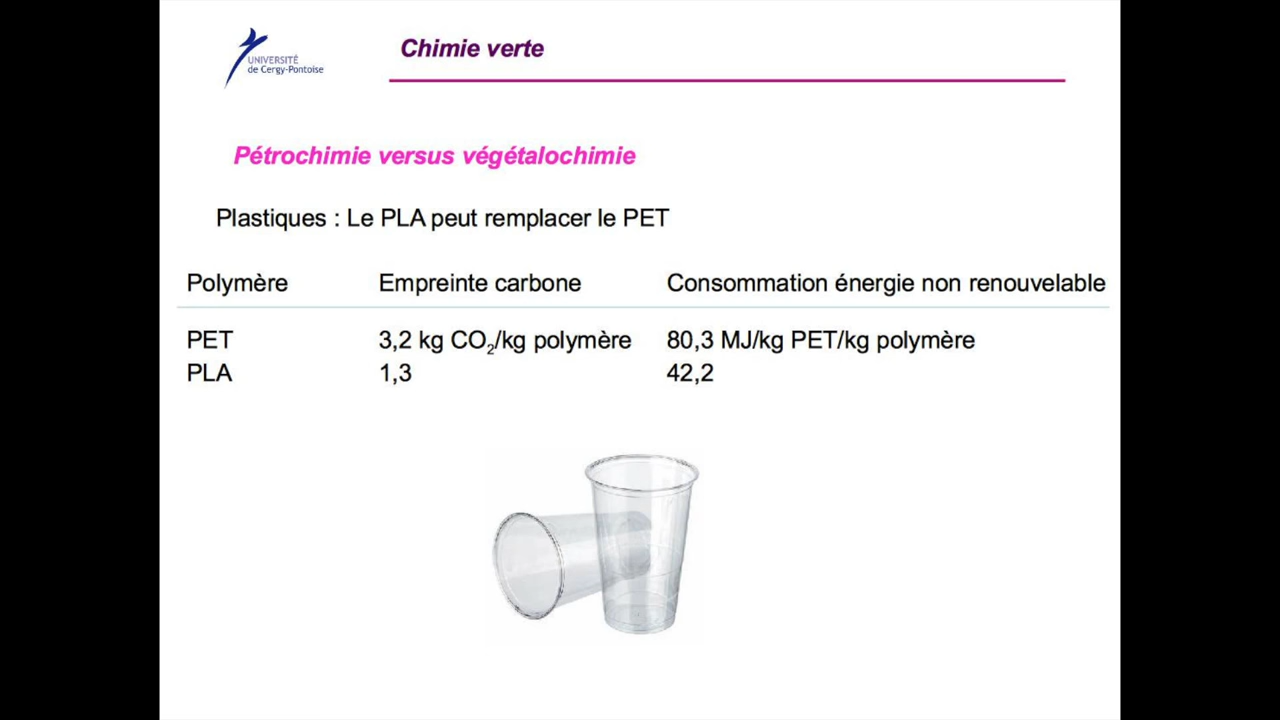 UNIVERSITÉ
de Cergy-Pontoise
Chimie verte
Pétrochimie versus végétalochimie
Plastiques : Le PLA peut remplacer le PET
Polymère Empreinte carbone Consommation énergie non renouvelable
PET 3,2 kg CO₂/kg polymère 80,3 MJ/kg PET/kg polymère
PLA 1,3 42,2